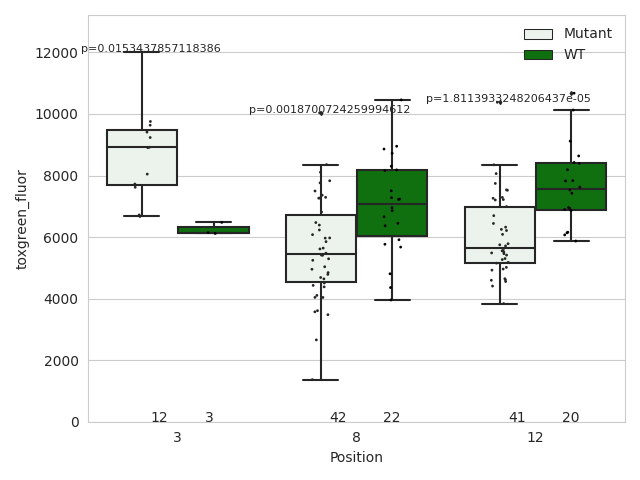 Mutant
WT
p=0.0153437857118386
p=0.0018700724259994612
p=1.8113933248206437e-05
12000
10000
8000
6000
4000
2000
0
toxgreen_fluor
12 3 42 22 41 20
3 8 12
Position